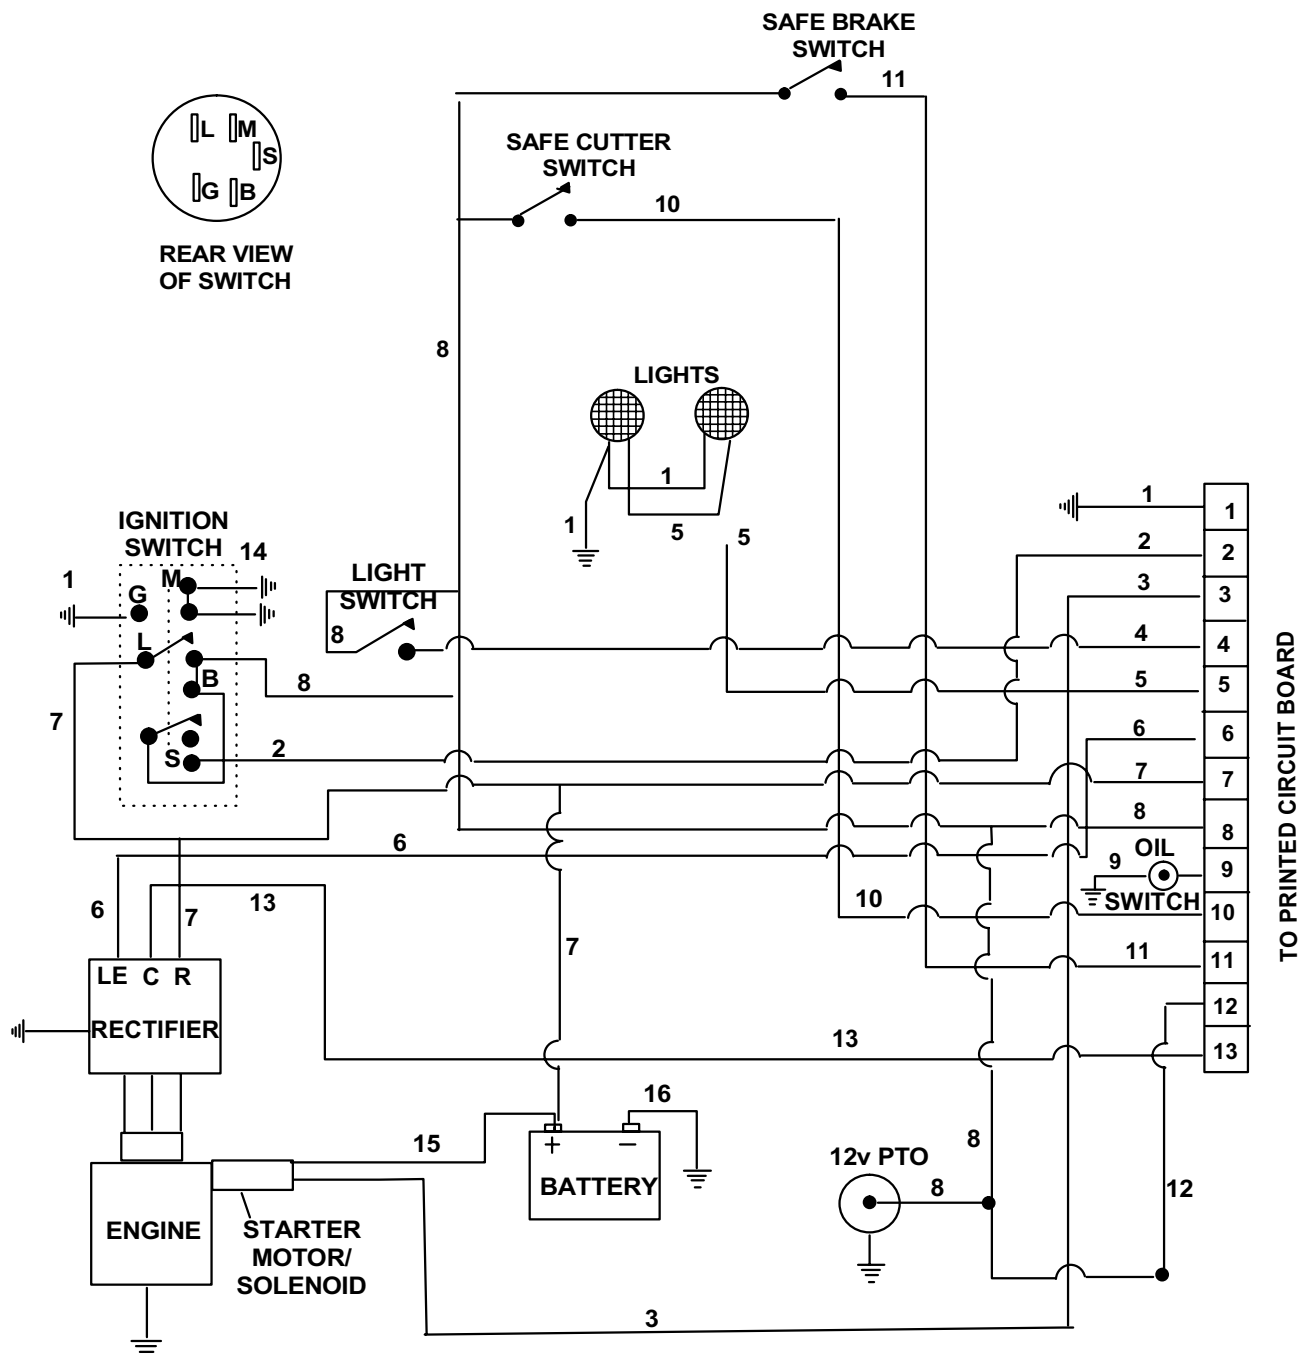 SAFE BRAKE
SWITCH
11
L M
S
G B
REAR VIEW
OF SWITCH
SAFE CUTTER
SWITCH
10
8
LIGHTS
1
1
5
5
IGNITION
SWITCH
14
1
M
G
L
B
S
7
8
2
LIGHT
SWITCH
8
1
1
2
2
3
3
4
4
5
5
6
6
7
7
8
8
OIL
9
9
SWITCH
10
10
11
11
12
13
13
TO PRINTED CIRCUIT BOARD
6
6
13
7
7
LE C R
RECTIFIER
15
16
+ −
BATTERY
ENGINE
STARTER
MOTOR/
SOLENOID
12v PTO
8
8
12
3